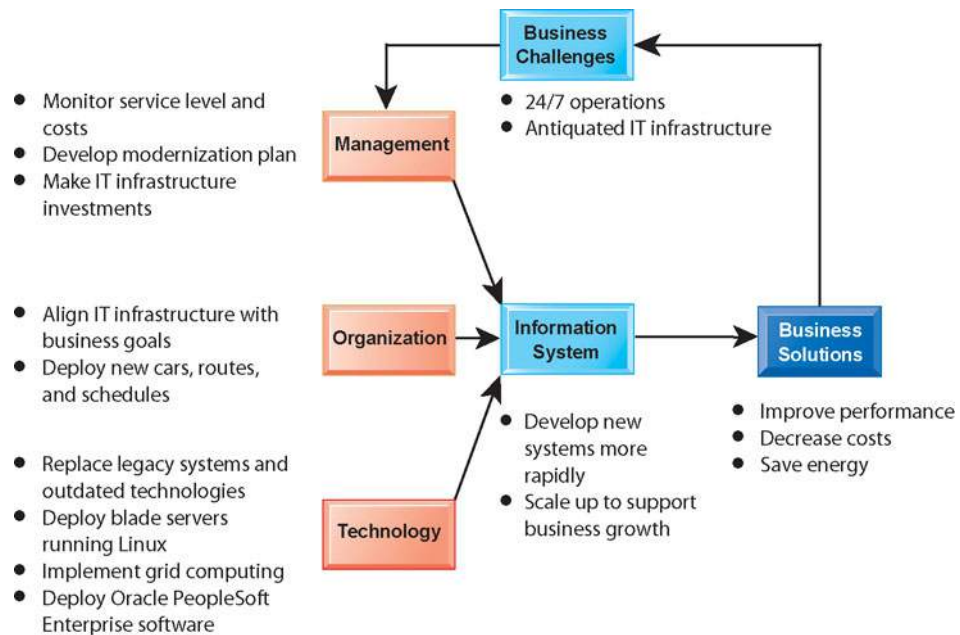 Business
Challenges
● 24/7 operations
● Antiquated IT infrastructure
● Monitor service level and
costs
● Develop modernization plan
● Make IT infrastructure
investments
Management
● Align IT infrastructure with
business goals
● Deploy new cars, routes,
and schedules
Organization
Information
System
Business
Solutions
● Develop new
systems more
rapidly
● Scale up to support
business growth
● Improve performance
● Decrease costs
● Save energy
● Replace legacy systems and
outdated technologies
● Deploy blade servers
running Linux
● Implement grid computing
● Deploy Oracle PeopleSoft
Enterprise software
Technology